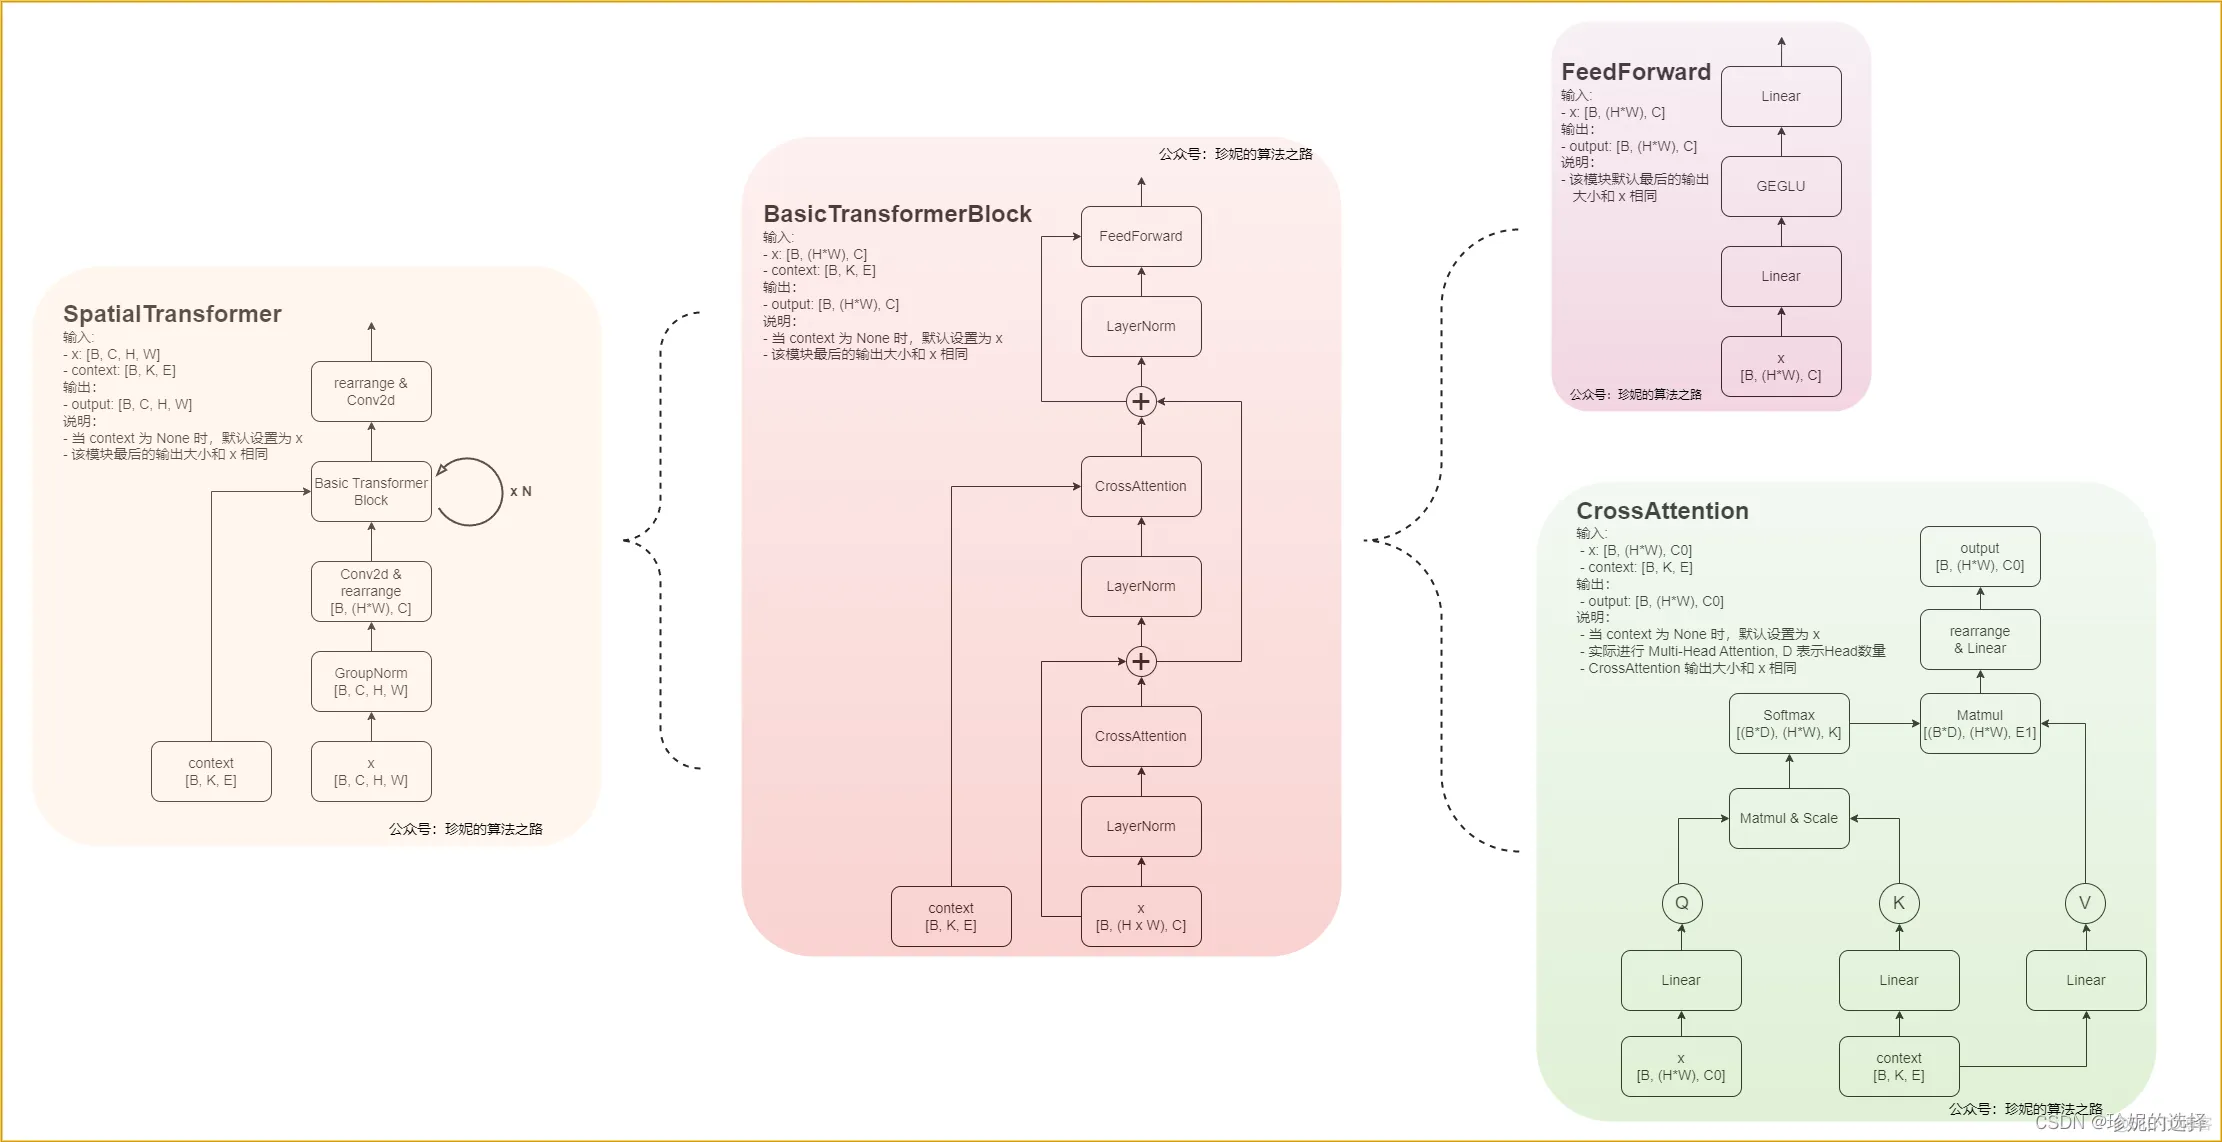 SpatialTransformer
输入:
- x: [B, C, H, W]
- context: [B, K, E]
输出:
- output: [B, C, H, W]
说明:
- 当 context 为 None 时，默认设置为 x
- 该模块最后的输出大小和 x 相同
rearrange &
Conv2d
Basic Transformer
Block
x N
Conv2d &
rearrange
[B, (H*W), C]
GroupNorm
[B, C, H, W]
context
[B, K, E]
x
[B, C, H, W]
公众号：珍妮的算法之路
公众号：珍妮的算法之路
BasicTransformerBlock
输入:
- x: [B, (H*W), C]
- context: [B, K, E]
输出:
- output: [B, (H*W), C]
说明:
- 当 context 为 None 时，默认设置为 x
- 该模块最后的输出大小和 x 相同
FeedForward
LayerNorm
+
CrossAttention
LayerNorm
+
CrossAttention
LayerNorm
context
[B, K, E]
x
[B, (H x W), C]
FeedForward
输入:
- x: [B, (H*W), C]
输出:
- output: [B, (H*W), C]
说明:
- 该模块默认最后的输出
大小和 x 相同
Linear
GEGLU
Linear
x
[B, (H*W), C]
公众号：珍妮的算法之路
CrossAttention
输入:
- x: [B, (H*W), C0]
- context: [B, K, E]
输出:
- output: [B, (H*W), C0]
说明:
- 当 context 为 None 时，默认设置为 x
- 实际进行 Multi-Head Attention, D 表示Head数量
- CrossAttention 输出大小和 x 相同
output
[B, (H*W), C0]
rearrange
& Linear
Softmax
[(B*D), (H*W), K]
Matmul
[(B*D), (H*W), E1]
Matmul & Scale
Q
K
V
Linear
Linear
Linear
x
[B, (H*W), C0]
context
[B, K, E]
公众号：珍妮的算法之路
CSDN @珍妮的选择